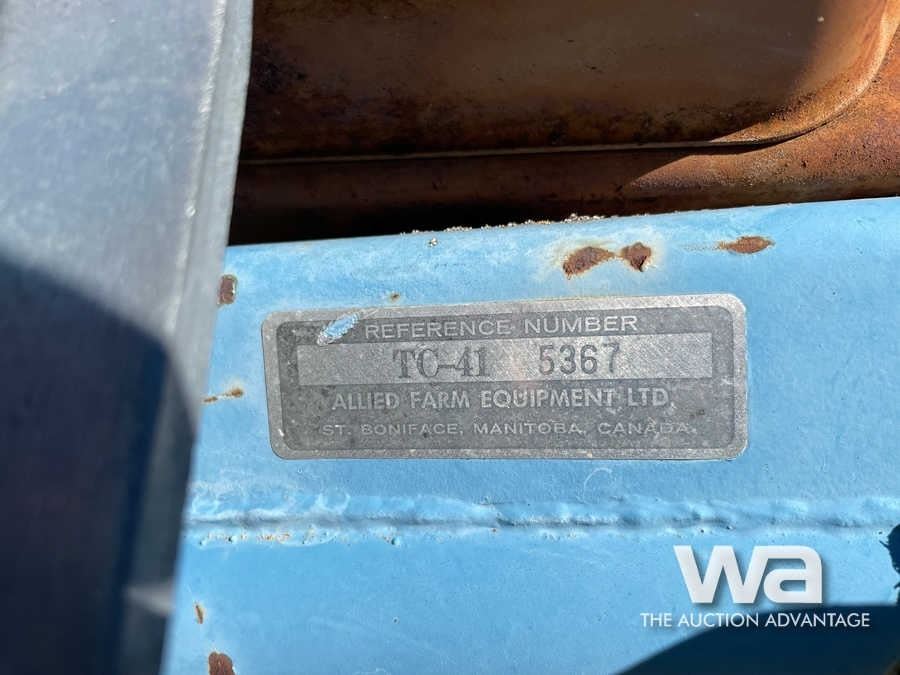 REFERENCE NUMBER
TC-41 5367
ALLIED FARM EQUIPMENT LTD.
ST. BONIFACE, MANITOBA, CANADA
wa
THE AUCTION ADVANTAGE